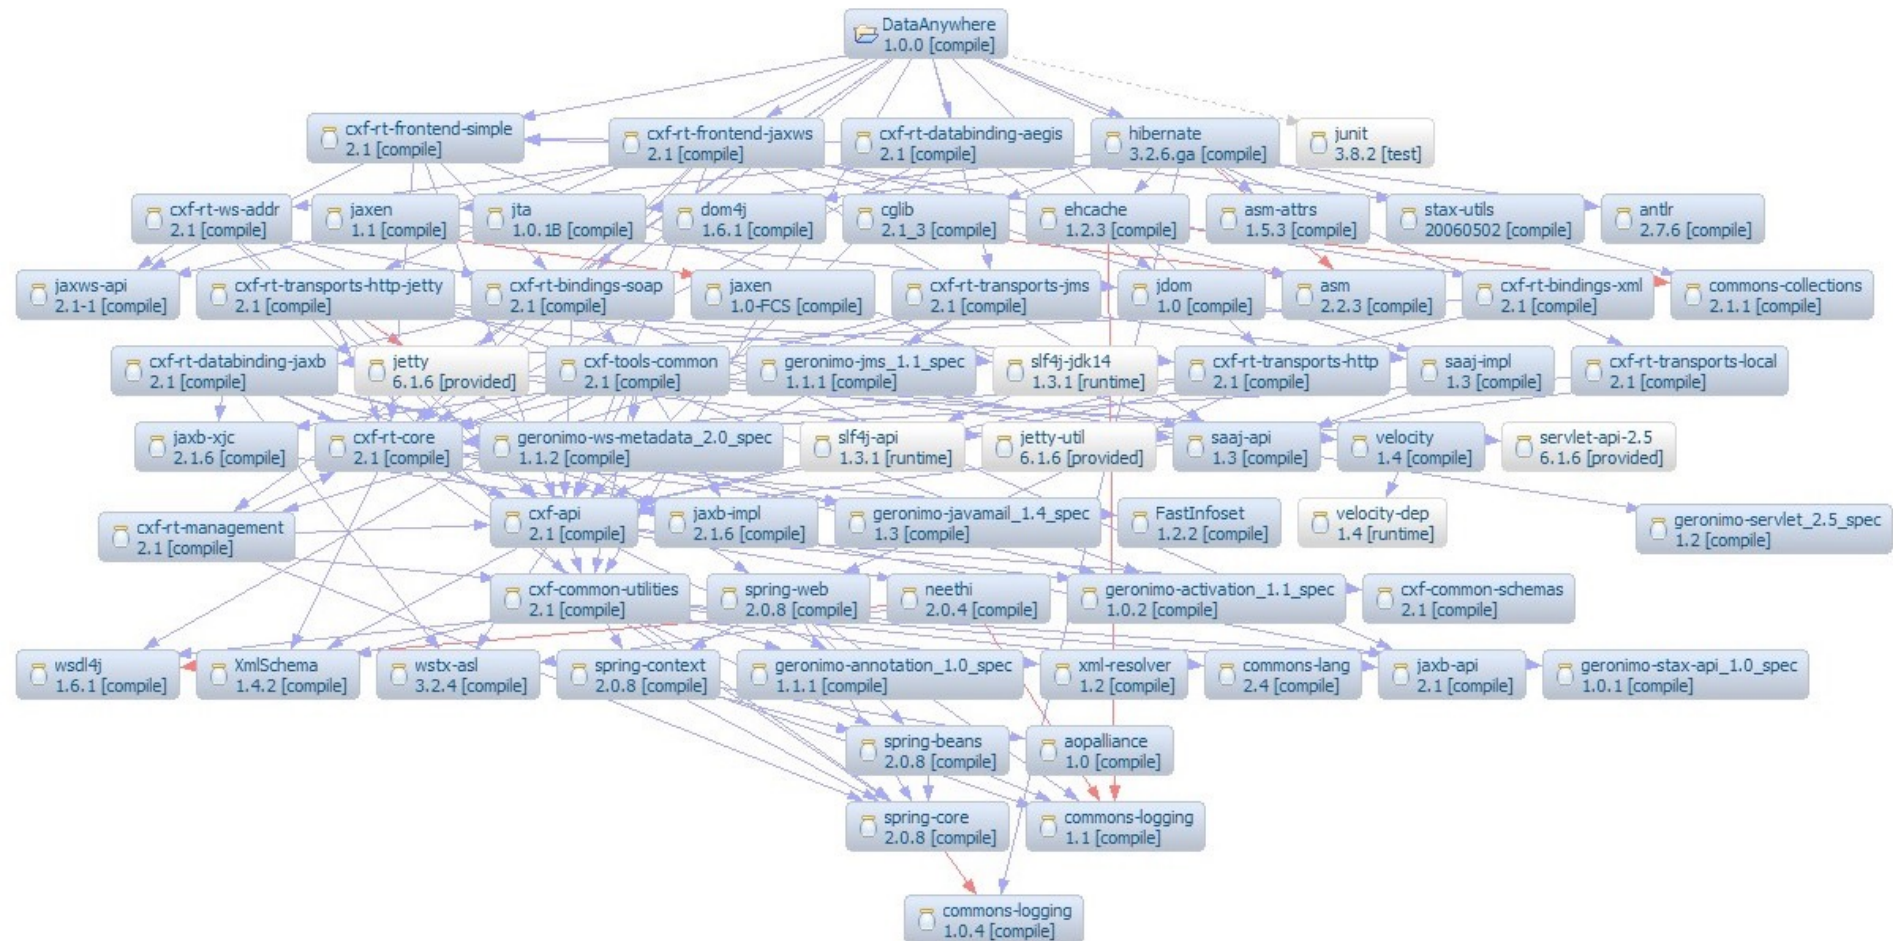 DataAnywhere
1.0.0 [compile]
cxf-rt-frontend-simple
2.1 [compile]
cxf-rt-frontend-jaxws
2.1 [compile]
cxf-rt-databinding-aegis
2.1 [compile]
hibernate
3.2.6.ga [compile]
junit
3.8.2 [test]
cxf-rt-ws-addr
2.1 [compile]
jaxen
1.1 [compile]
jta
1.0.1B [compile]
dom4j
1.6.1 [compile]
cglib
2.1_3 [compile]
ehcache
1.2.3 [compile]
asm-attrs
1.5.3 [compile]
stax-utils
20060502 [compile]
antlr
2.7.6 [compile]
jaxws-api
2.1-1 [compile]
cxf-rt-transports-http-jetty
2.1 [compile]
cxf-rt-bindings-soap
2.1 [compile]
jaxen
1.0-FCS [compile]
cxf-rt-transports-jms
2.1 [compile]
jdom
1.0 [compile]
asm
2.2.3 [compile]
cxf-rt-bindings-xml
2.1 [compile]
commons-collections
2.1.1 [compile]
cxf-rt-databinding-jaxb
2.1 [compile]
jetty
6.1.6 [provided]
cxf-tools-common
2.1 [compile]
geronimo-jms_1.1_spec
1.1.1 [compile]
slf4j-jdk14
1.3.1 [runtime]
cxf-rt-transports-http
2.1 [compile]
saaj-impl
1.3 [compile]
cxf-rt-transports-local
2.1 [compile]
jaxb-xjc
2.1.6 [compile]
cxf-rt-core
2.1 [compile]
geronimo-ws-metadata_2.0_spec
1.1.2 [compile]
slf4j-api
1.3.1 [runtime]
jetty-util
6.1.6 [provided]
saaj-api
1.3 [compile]
velocity
1.4 [compile]
servlet-api-2.5
6.1.6 [provided]
cxf-rt-management
2.1 [compile]
cxf-api
2.1 [compile]
jaxb-impl
2.1.6 [compile]
geronimo-javamail_1.4_spec
1.3 [compile]
FastInfoset
1.2.2 [compile]
velocity-dep
1.4 [runtime]
geronimo-servlet_2.5_spec
1.2 [compile]
cxf-common-utilities
2.1 [compile]
spring-web
2.0.8 [compile]
neethi
2.0.4 [compile]
geronimo-activation_1.1_spec
1.0.2 [compile]
cxf-common-schemas
2.1 [compile]
wsdl4j
1.6.1 [compile]
XmlSchema
1.4.2 [compile]
wstx-asl
3.2.4 [compile]
spring-context
2.0.8 [compile]
geronimo-annotation_1.0_spec
1.1.1 [compile]
xml-resolver
1.2 [compile]
commons-lang
2.4 [compile]
jaxb-api
2.1 [compile]
geronimo-stax-api_1.0_spec
1.0.1 [compile]
spring-beans
2.0.8 [compile]
aopalliance
1.0 [compile]
spring-core
2.0.8 [compile]
commons-logging
1.1 [compile]
commons-logging
1.0.4 [compile]